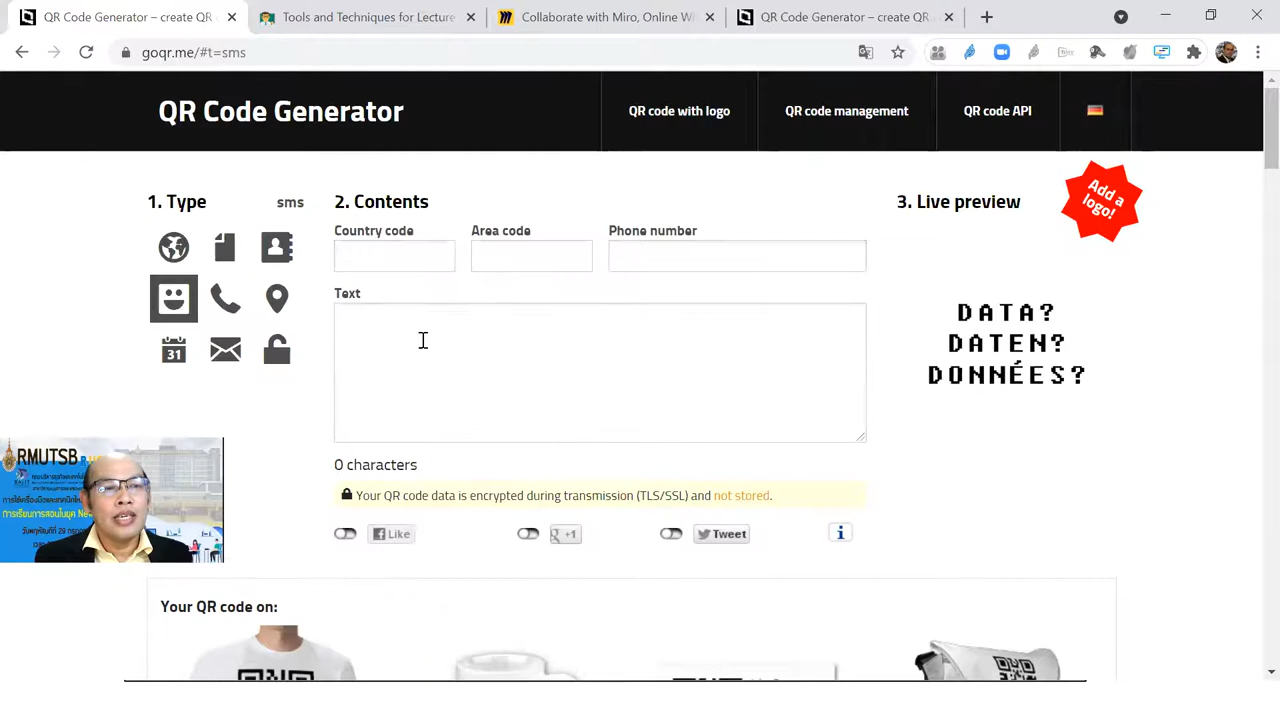 QR Code Generator – create QR
Tools and Techniques for Lecture
Collaborate with Miro, Online Wh
QR Code Generator – create QR
goqr.me/#t=sms
QR Code Generator
QR code with logo
QR code management
QR code API
1. Type
sms
2. Contents
3. Live preview
Add a
logo!
Country code
Area code
Phone number
Text
DATA?
DATEN?
DONNÉES?
31
0 characters
Your QR code data is encrypted during transmission (TLS/SSL) and not stored.
Like
+1
Tweet
i
RMUTSB
Your QR code on: